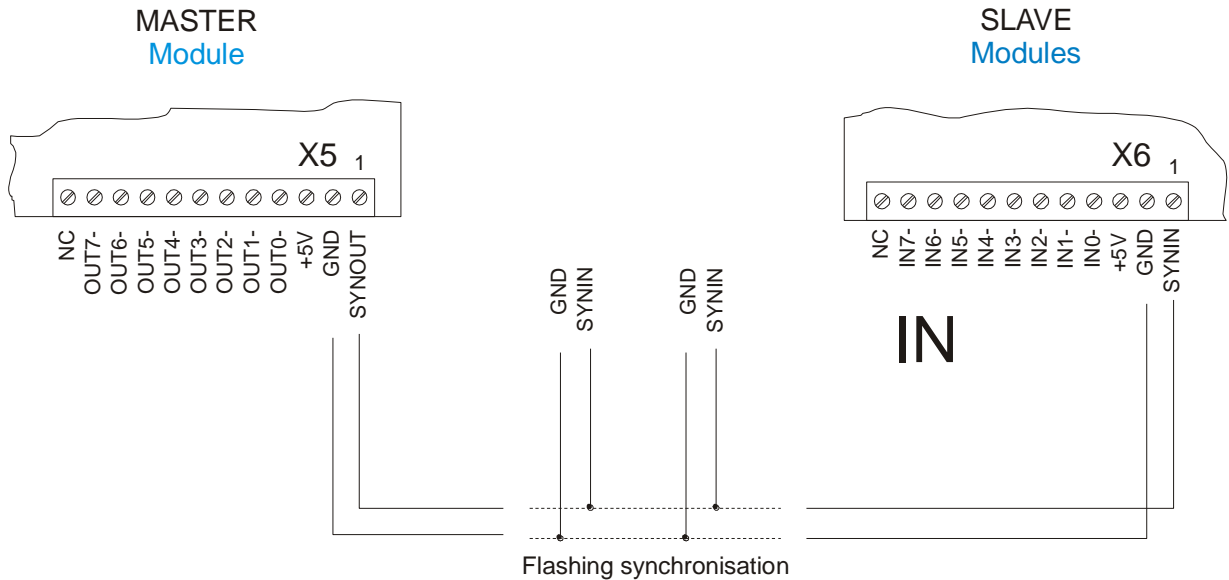 MASTER
Module
SLAVE
Modules
X5 1
NC
OUT7-
OUT6-
OUT5-
OUT4-
OUT3-
OUT2-
OUT1-
OUT0-
+5V
GND
SYNOUT
GND
SYNIN
GND
SYNIN
X6 1
NC
IN7-
IN6-
IN5-
IN4-
IN3-
IN2-
IN1-
IN0-
+5V
GND
SYNIN
IN
Flashing synchronisation